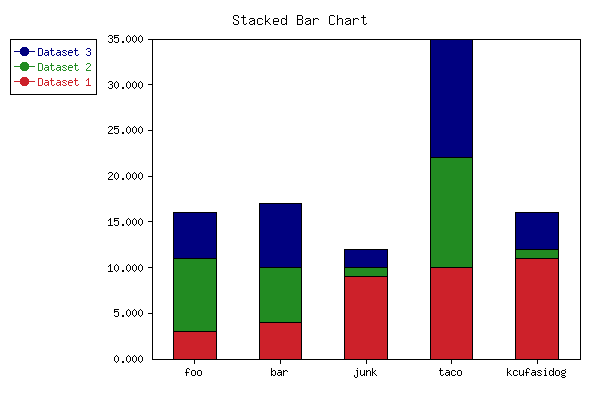 Stacked Bar Chart
Dataset 3
Dataset 2
Dataset 1
35.000
30.000
25.000
20.000
15.000
10.000
5.000
0.000
foo bar junk taco kcufasidog